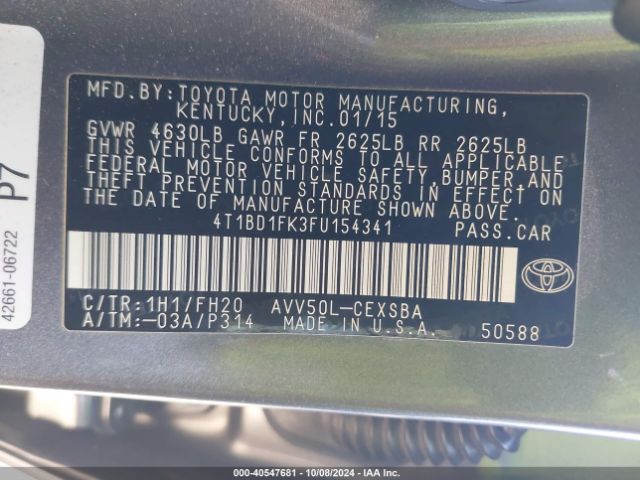 MFD. BY: TOYOTA MOTOR MANUFACTURING,
KENTUCKY, INC. 01/15
GVWR 4630LB GAWR FR 2625LB RR 2625LB
THIS VEHICLE CONFORMS TO ALL APPLICABLE
FEDERAL MOTOR VEHICLE SAFETY, BUMPER, AND
THEFT PREVENTION STANDARDS IN EFFECT ON
THE DATE OF MANUFACTURE SHOWN ABOVE.
4T1BD1FK3FU154341 PASS. CAR
C/TR: 1H1/FH20 AVV50L-CEXSBA
A/TM: -03A/P314 MADE IN U.S.A. 50588
TOYOTA
42661-06722 P7
000-40547681 - 10/08/2024 - IAA Inc.